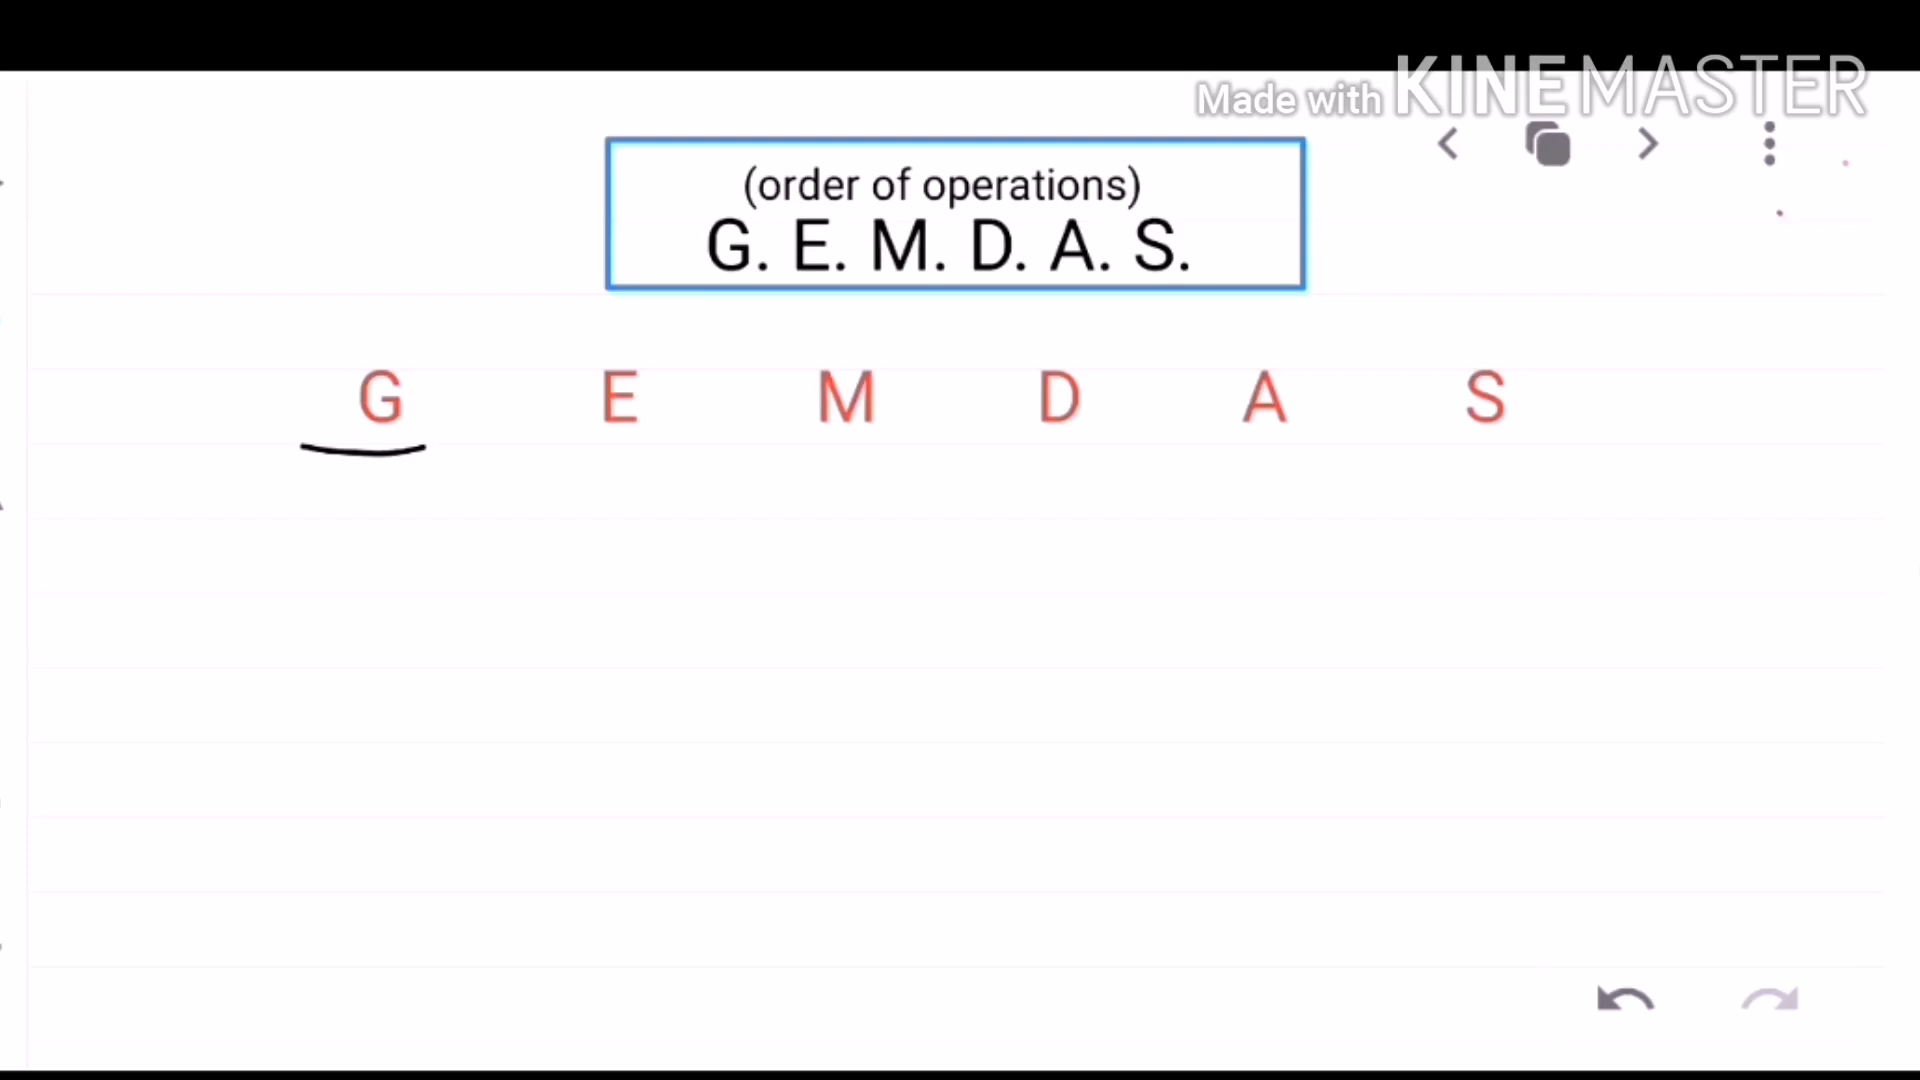 Made with KINEMASTER
(order of operations)
G. E. M. D. A. S.
G E M D A S